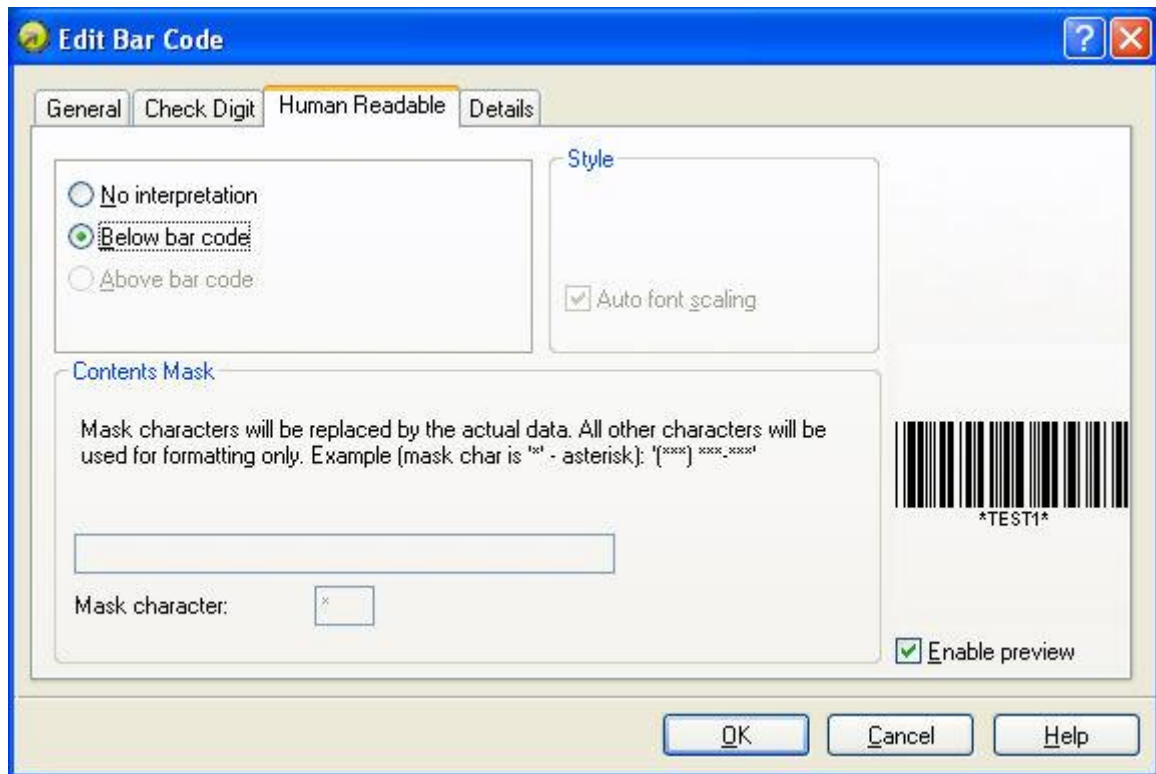 Edit Bar Code
General Check Digit Human Readable Details
No interpretation
Below bar code
Above bar code
Style
Auto font scaling
Contents Mask
Mask characters will be replaced by the actual data. All other characters will be
used for formatting only. Example (mask char is '*' - asterisk): '(***) ***-***'
Mask character: *
*TEST1*
Enable preview
OK Cancel Help